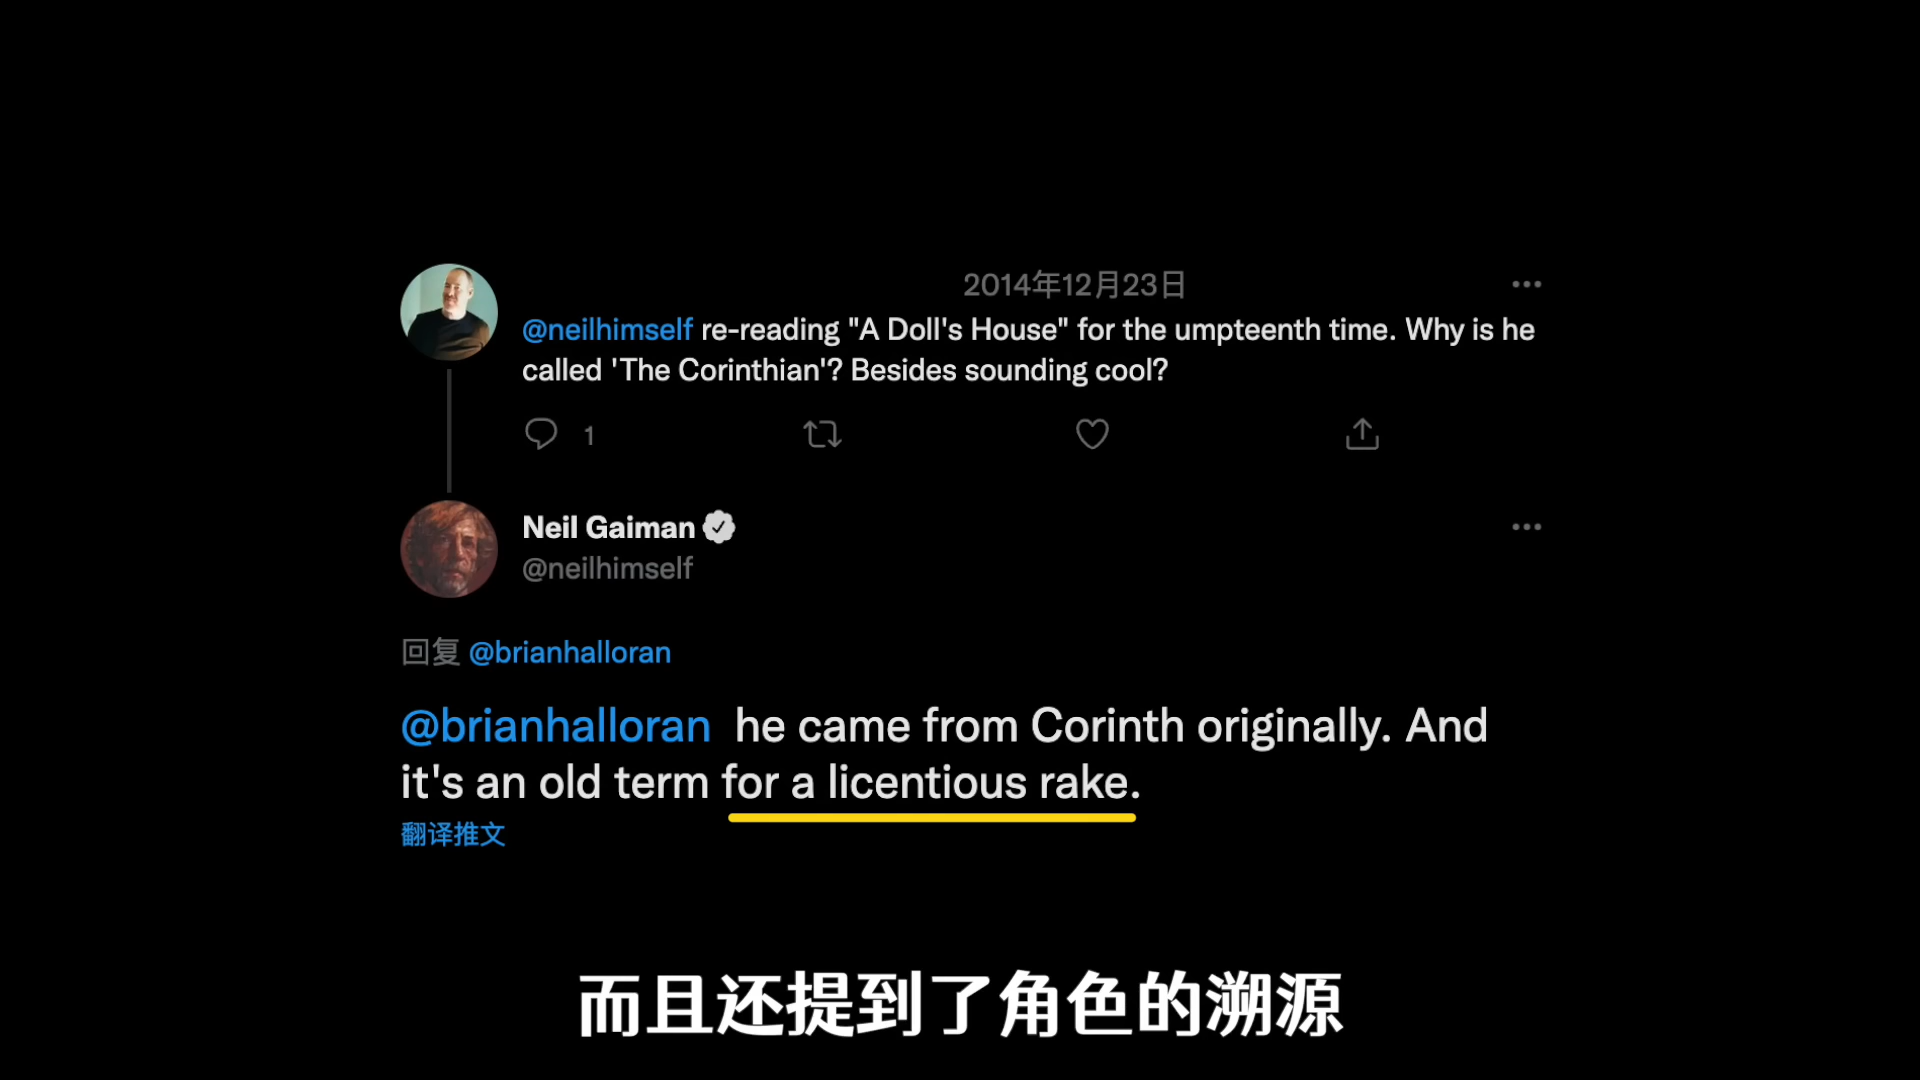 2014年12月23日
@neilhimself re-reading "A Doll's House" for the umpteenth time. Why is he
called 'The Corinthian'? Besides sounding cool?
1
Neil Gaiman
@neilhimself
回复 @brianhalloran
@brianhalloran he came from Corinth originally. And
it's an old term for a licentious rake.
翻译推文
而且还提到了角色的溯源